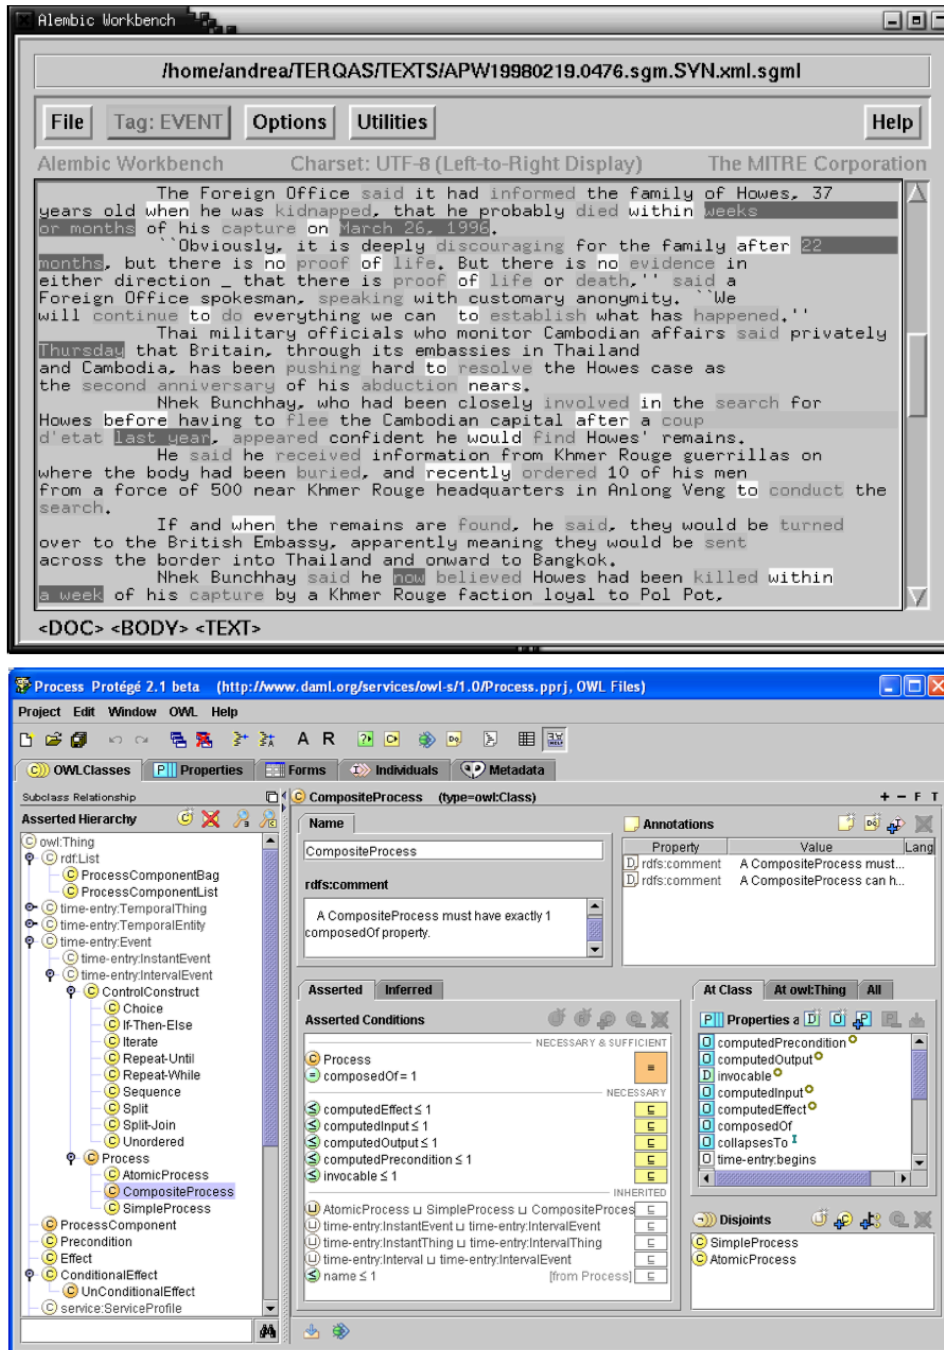 Alembic Workbench
/home/andrea/TERQAS/TEXTS/APW19980219.0476.sgm.SYN.xml.sgml
File Tag: EVENT Options Utilities Help
Alembic Workbench Charset: UTF-8 (Left-to-Right Display) The MITRE Corporation
The Foreign Office said it had informed the family of Howes, 37
years old when he was kidnapped, that he probably died within weeks
or months of his capture on March 26, 1996.
``Obviously, it is deeply discouraging for the family after 22
months, but there is no proof of life. But there is no evidence in
either direction _ that there is proof of life or death,'' said a
Foreign Office spokesman, speaking with customary anonymity. ``We
will continue to do everything we can to establish what has happened.''
Thai military officials who monitor Cambodian affairs said privately
Thursday that Britain, through its embassies in Thailand
and Cambodia, has been pushing hard to resolve the Howes case as
the second anniversary of his abduction nears.
Nhek Bunchhay, who had been closely involved in the search for
Howes before having to flee the Cambodian capital after a coup
d'etat last year, appeared confident he would find Howes' remains.
He said he received information from Khmer Rouge guerrillas on
where the body had been buried, and recently ordered 10 of his men
from a force of 500 near Khmer Rouge headquarters in Anlong Veng to conduct the
search.
If and when the remains are found, he said, they would be turned
over to the British Embassy, apparently meaning they would be sent
across the border into Thailand and onward to Bangkok.
Nhek Bunchhay said he now believed Howes had been killed within
a week of his capture by a Khmer Rouge faction loyal to Pol Pot,
<DOC> <BODY> <TEXT>
Process Protégé 2.1 beta (http://www.daml.org/services/owl-s/1.0/Process.pprj, OWL Files)
Project Edit Window OWL Help
A R
OWLClasses Properties Forms Individuals Metadata
Subclass Relationship
Asserted Hierarchy
owl:Thing
rdf:List
ProcessComponentBag
ProcessComponentList
time-entry:TemporalThing
time-entry:TemporalEntity
time-entry:Event
time-entry:InstantEvent
time-entry:IntervalEvent
ControlConstruct
Choice
If-Then-Else
Iterate
Repeat-Until
Repeat-While
Sequence
Split
Split-Join
Unordered
Process
AtomicProcess
CompositeProcess
SimpleProcess
ProcessComponent
Precondition
Effect
ConditionalEffect
UnConditionalEffect
service:ServiceProfile
CompositeProcess (type=owl:Class) + − F T
Name
CompositeProcess
rdfs:comment
A CompositeProcess must have exactly 1
composedOf property.
Annotations
Property Value Lang
rdfs:comment A CompositeProcess must...
rdfs:comment A CompositeProcess can h...
Asserted Inferred
Asserted Conditions
NECESSARY & SUFFICIENT
Process
composedOf = 1
NECESSARY
computedEffect ≤ 1
computedInput ≤ 1
computedOutput ≤ 1
computedPrecondition ≤ 1
invocable ≤ 1
INHERITED
AtomicProcess ⊔ SimpleProcess ⊔ CompositeProces
time-entry:InstantEvent ⊔ time-entry:IntervalEvent
time-entry:InstantThing ⊔ time-entry:IntervalThing
time-entry:Interval ⊔ time-entry:IntervalEvent
name ≤ 1 [from Process]
At Class At owl:Thing All
Properties a
computedPrecondition
computedOutput
invocable
computedInput
computedEffect
composedOf
collapsesTo
time-entry:begins
Disjoints
SimpleProcess
AtomicProcess